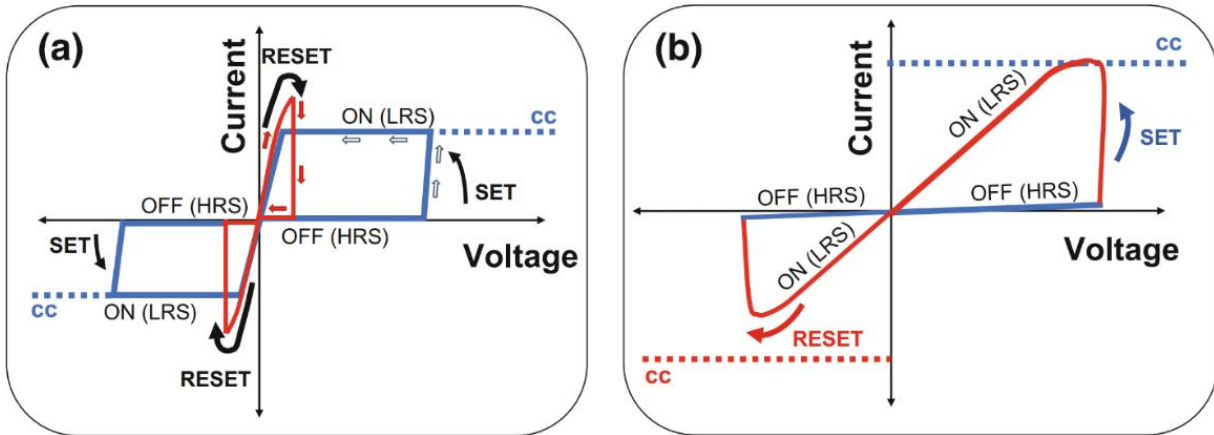 (a)
RESET
Current
ON (LRS)
cc
SET
OFF (HRS)
OFF (HRS)
Voltage
SET
cc
ON (LRS)
RESET
(b)
Current
cc
ON (LRS)
SET
OFF (HRS)
OFF (HRS)
ON (LRS)
Voltage
RESET
cc